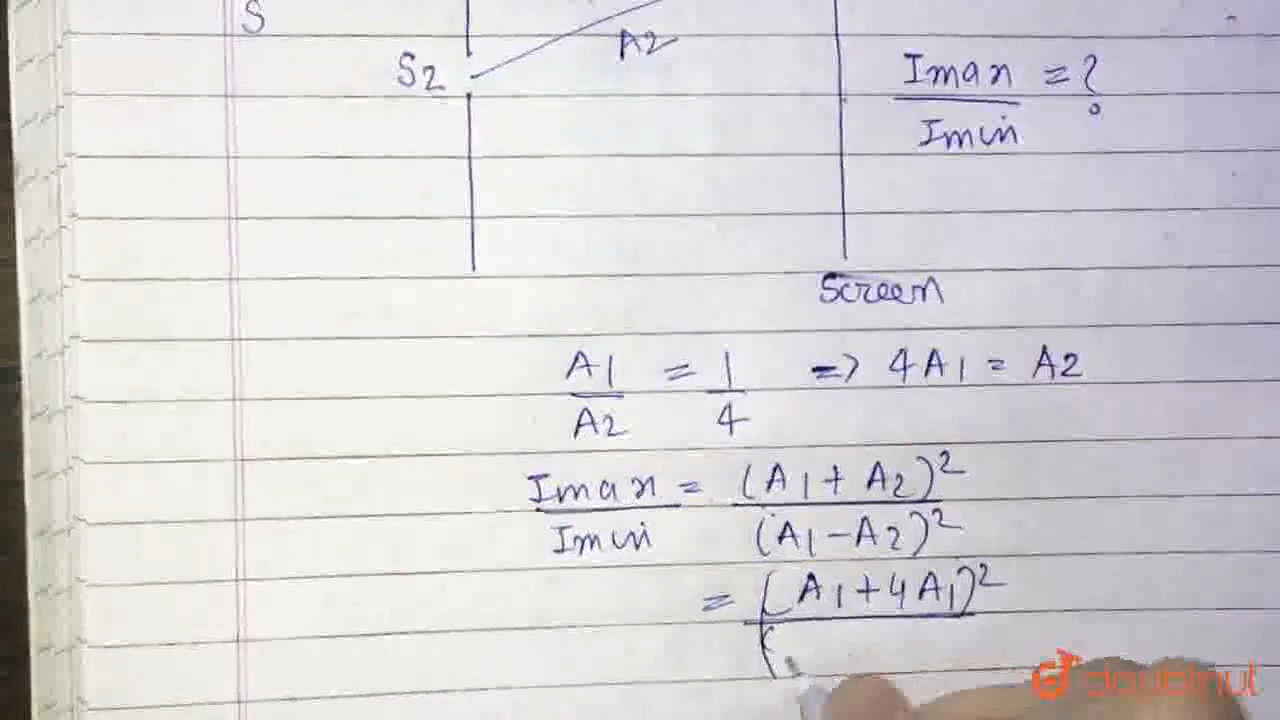 S
S2
A2
Imax = ?
Imin
Screen
A1 = 1 => 4A1 = A2
A2 4
Imax = (A1 + A2)²
Imin (A1 - A2)²
= (A1 + 4A1)²
(
doubtnut